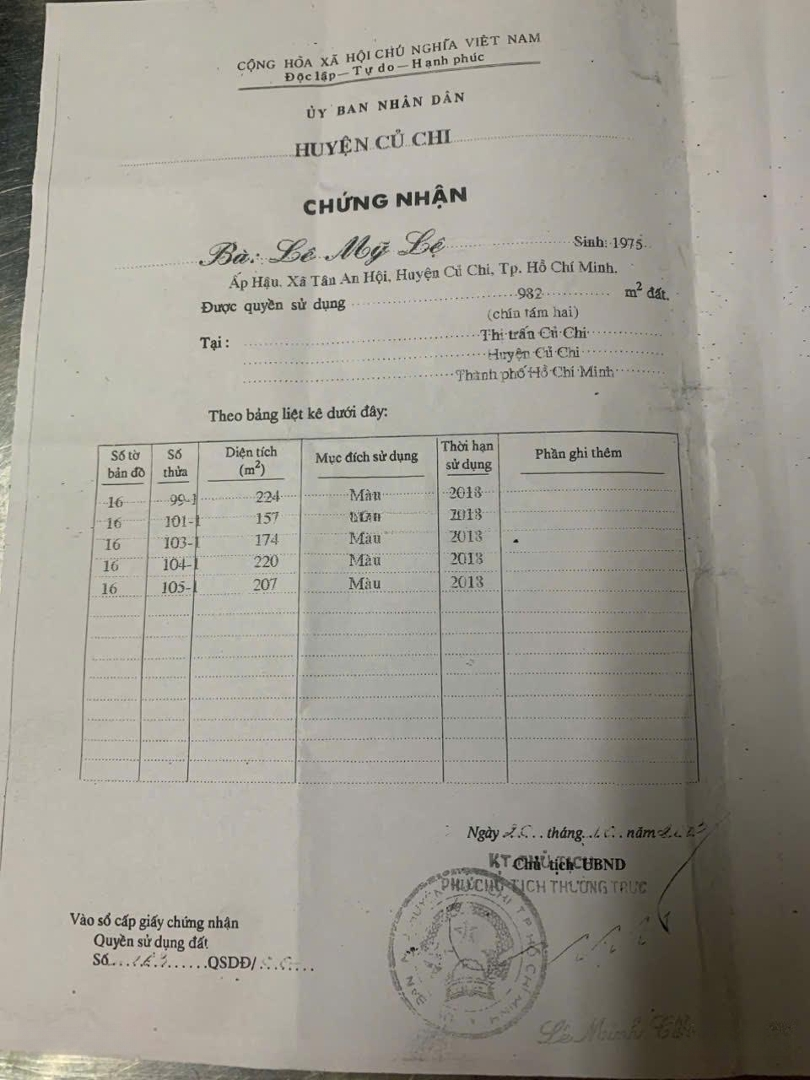 CỘNG HÒA XÃ HỘI CHỦ NGHĨA VIỆT NAM
Độc lập - Tự do - Hạnh phúc
ỦY BAN NHÂN DÂN
HUYỆN CỦ CHI
CHỨNG NHẬN
Bà: Lê Mỹ Lệ Sinh: 1975
Ấp Hậu, Xã Tân An Hội, Huyện Củ Chi, Tp. Hồ Chí Minh.
Được quyền sử dụng 982 m² đất.
(chín tám hai)
Tại : Thị trấn Củ Chi
Huyện Củ Chi
Thành phố Hồ Chí Minh
Theo bảng liệt kê dưới đây:
Số tờ bản đồ Số thửa Diện tích (m²) Mục đích sử dụng Thời hạn sử dụng Phần ghi thêm
16 99-1 224 Màu 2013
16 101-1 157 2013
16 103-1 174 Màu 2013
16 104-1 220 Màu 2013
16 105-1 207 Màu 2013
Ngày tháng năm
KT CHỦ TỊCH
Chủ tịch UBND
PHÓ CHỦ TỊCH THƯỜNG TRỰC
Vào sổ cấp giấy chứng nhận
Quyền sử dụng đất
Số QSDĐ/
Lê Minh